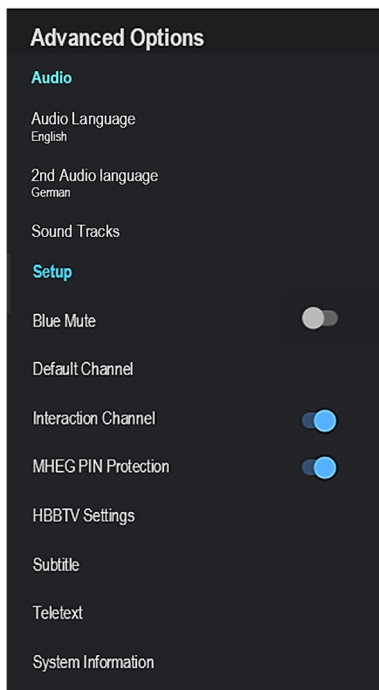 Advanced Options
Audio
Audio Language
English
2nd Audio language
German
Sound Tracks
Setup
Blue Mute
Default Channel
Interaction Channel
MHEG PIN Protection
HBBTV Settings
Subtitle
Teletext
System Information